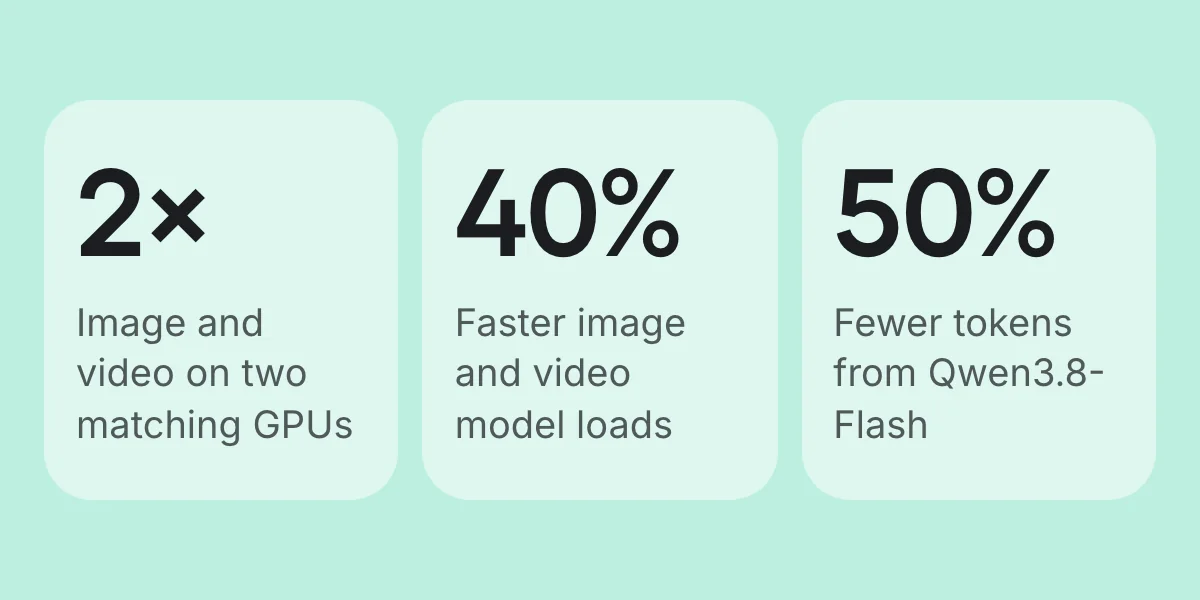 2×
Image and
video on two
matching GPUs
40%
Faster image
and video
model loads
50%
Fewer tokens
from Qwen3.8-
Flash